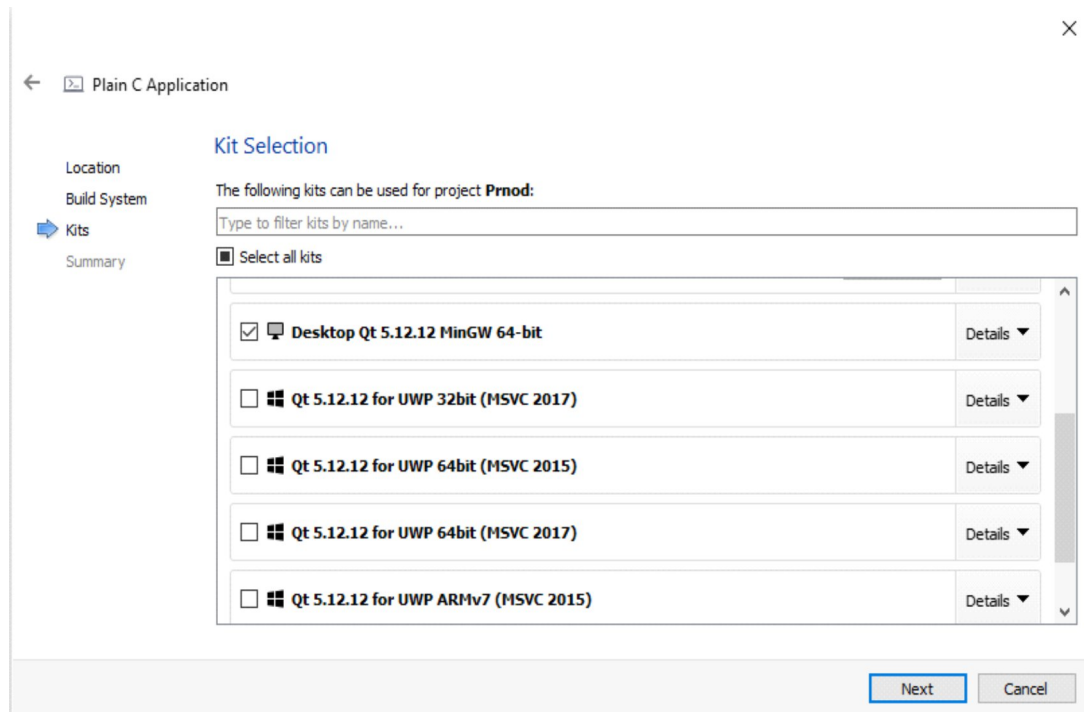 Plain C Application
Kit Selection
Location
Build System
Kits
Summary
The following kits can be used for project Prnod:
Type to filter kits by name...
Select all kits
Desktop Qt 5.12.12 MinGW 64-bit
Details
Qt 5.12.12 for UWP 32bit (MSVC 2017)
Details
Qt 5.12.12 for UWP 64bit (MSVC 2015)
Details
Qt 5.12.12 for UWP 64bit (MSVC 2017)
Details
Qt 5.12.12 for UWP ARMv7 (MSVC 2015)
Details
Next
Cancel